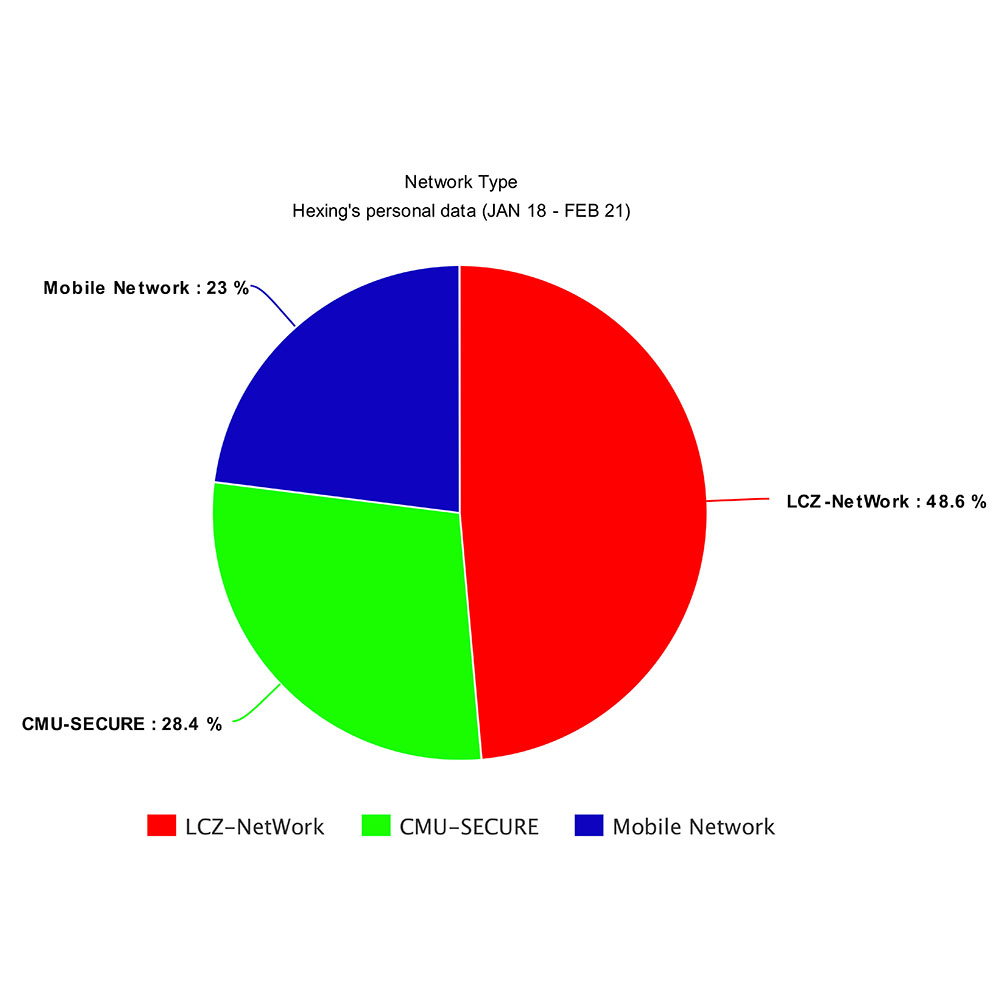 Network Type
Hexing's personal data (JAN 18 - FEB 21)
Mobile Network : 23 %
LCZ-NetWork : 48.6 %
CMU-SECURE : 28.4 %
LCZ-NetWork CMU-SECURE Mobile Network